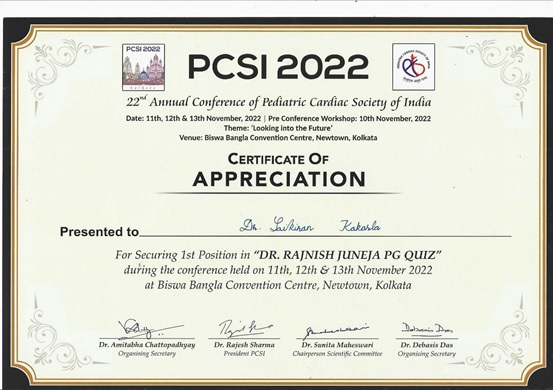 PCSI 2022
PCSI 2022
22nd Annual Conference of Pediatric Cardiac Society of India
Date: 11th, 12th & 13th November, 2022 | Pre Conference Workshop: 10th November, 2022
Theme: 'Looking into the Future'
Venue: Biswa Bangla Convention Centre, Newtown, Kolkata
CERTIFICATE OF
APPRECIATION
Presented to Dr. Saikiran Kakarla
For Securing 1st Position in "DR. RAJNISH JUNEJA PG QUIZ"
during the conference held on 11th, 12th & 13th November 2022
at Biswa Bangla Convention Centre, Newtown, Kolkata
Debasis Das
Dr. Amitabha Chattopadhyay Dr. Rajesh Sharma Dr. Sunita Maheswari Dr. Debasis Das
Organising Secretary President PCSI Chairperson Scientific Committee Organising Secretary